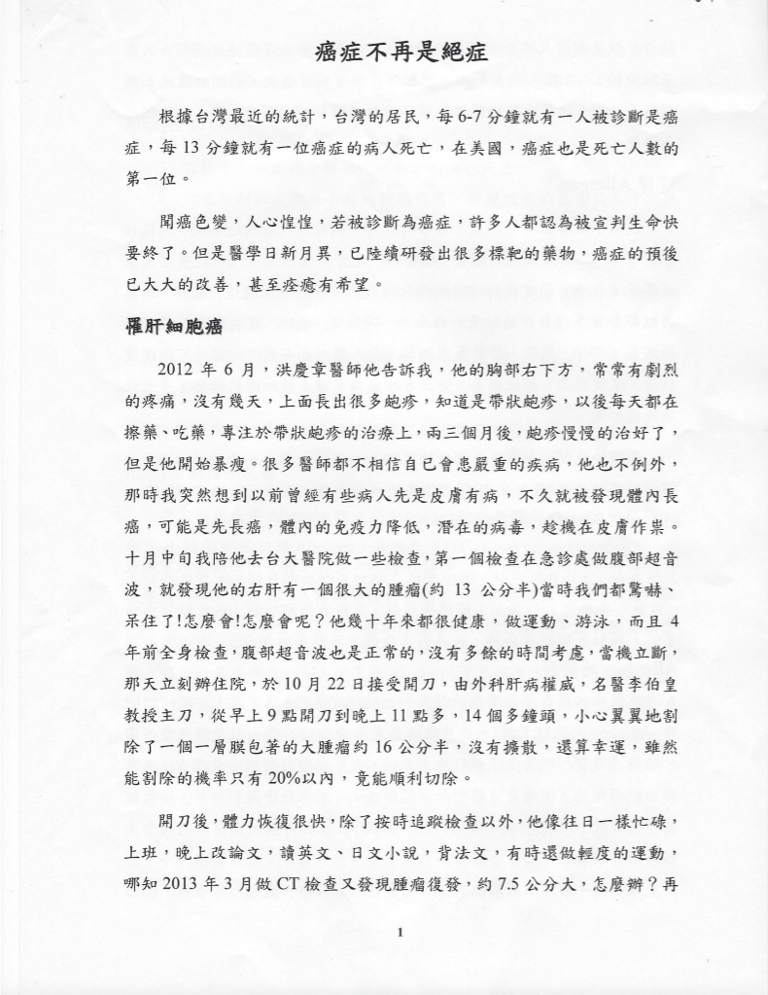 癌症不再是絕症
根據台灣最近的統計，台灣的居民，每 6-7 分鐘就有一人被診斷是癌
症，每 13 分鐘就有一位癌症的病人死亡，在美國，癌症也是死亡人數的
第一位。
聞癌色變，人心惶惶，若被診斷為癌症，許多人都認為被宣判生命快
要終了。但是醫學日新月異，已陸續研發出很多標靶的藥物，癌症的預後
已大大的改善，甚至痊癒有希望。
罹肝細胞癌
2012 年 6 月，洪慶章醫師他告訴我，他的胸部右下方，常常有劇烈
的疼痛，沒有幾天，上面長出很多皰疹，知道是帶狀皰疹，以後每天都在
擦藥、吃藥，專注於帶狀皰疹的治療上，兩三個月後，皰疹慢慢的治好了，
但是他開始暴瘦。很多醫師都不相信自已會患嚴重的疾病，他也不例外，
那時我突然想到以前曾經有些病人先是皮膚有病，不久就被發現體內長
癌，可能是先長癌，體內的免疫力降低，潛在的病毒，趁機在皮膚作祟。
十月中旬我陪他去台大醫院做一些檢查，第一個檢查在急診處做腹部超音
波，就發現他的右肝有一個很大的腫瘤(約 13 公分半)當時我們都驚嚇、
呆住了!怎麼會!怎麼會呢？他幾十年來都很健康，做運動、游泳，而且 4
年前全身檢查，腹部超音波也是正常的，沒有多餘的時間考慮，當機立斷，
那天立刻辦住院，於 10 月 22 日接受開刀，由外科肝病權威，名醫李伯皇
教授主刀，從早上 9 點開刀到晚上 11 點多，14 個多鐘頭，小心翼翼地割
除了一個一層膜包著的大腫瘤約 16 公分半，沒有擴散，還算幸運，雖然
能割除的機率只有 20%以內，竟能順利切除。
開刀後，體力恢復很快，除了按時追蹤檢查以外，他像往日一樣忙碌，
上班，晚上改論文，讀英文、日文小說，背法文，有時還做輕度的運動，
哪知 2013 年 3 月做 CT 檢查又發現腫瘤復發，約 7.5 公分大，怎麼辦？再
1